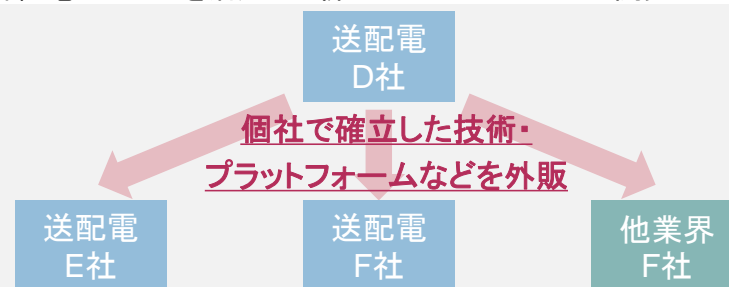 送配電
D社
個社で確立した技術・
プラットフォームなどを外販
送配電
E社
送配電
F社
他業界
F社